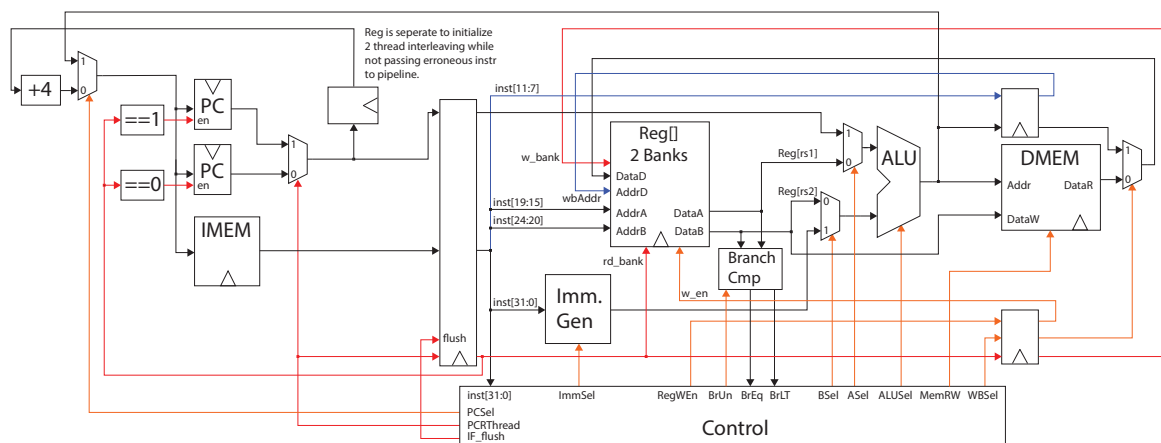 Reg is seperate to initialize
2 thread interleaving while
not passing erroneous instr
to pipeline.
1
0
+4
==1
PC
en
==0
PC
en
1
0
IMEM
flush
inst[11:7]
Reg[]
2 Banks
w_bank
DataD
wbAddr
AddrD
inst[19:15]
AddrA
DataA
inst[24:20]
AddrB
DataB
rd_bank
Reg[rs1]
1
0
Reg[rs2]
0
1
ALU
DMEM
Addr
DataR
DataW
1
0
Branch
Cmp
w_en
inst[31:0]
Imm.
Gen
inst[31:0]
ImmSel
RegWEn
BrUn
BrEq
BrLT
BSel
ASel
ALUSel
MemRW
WBSel
PCSel
PCRThread
IF_flush
Control